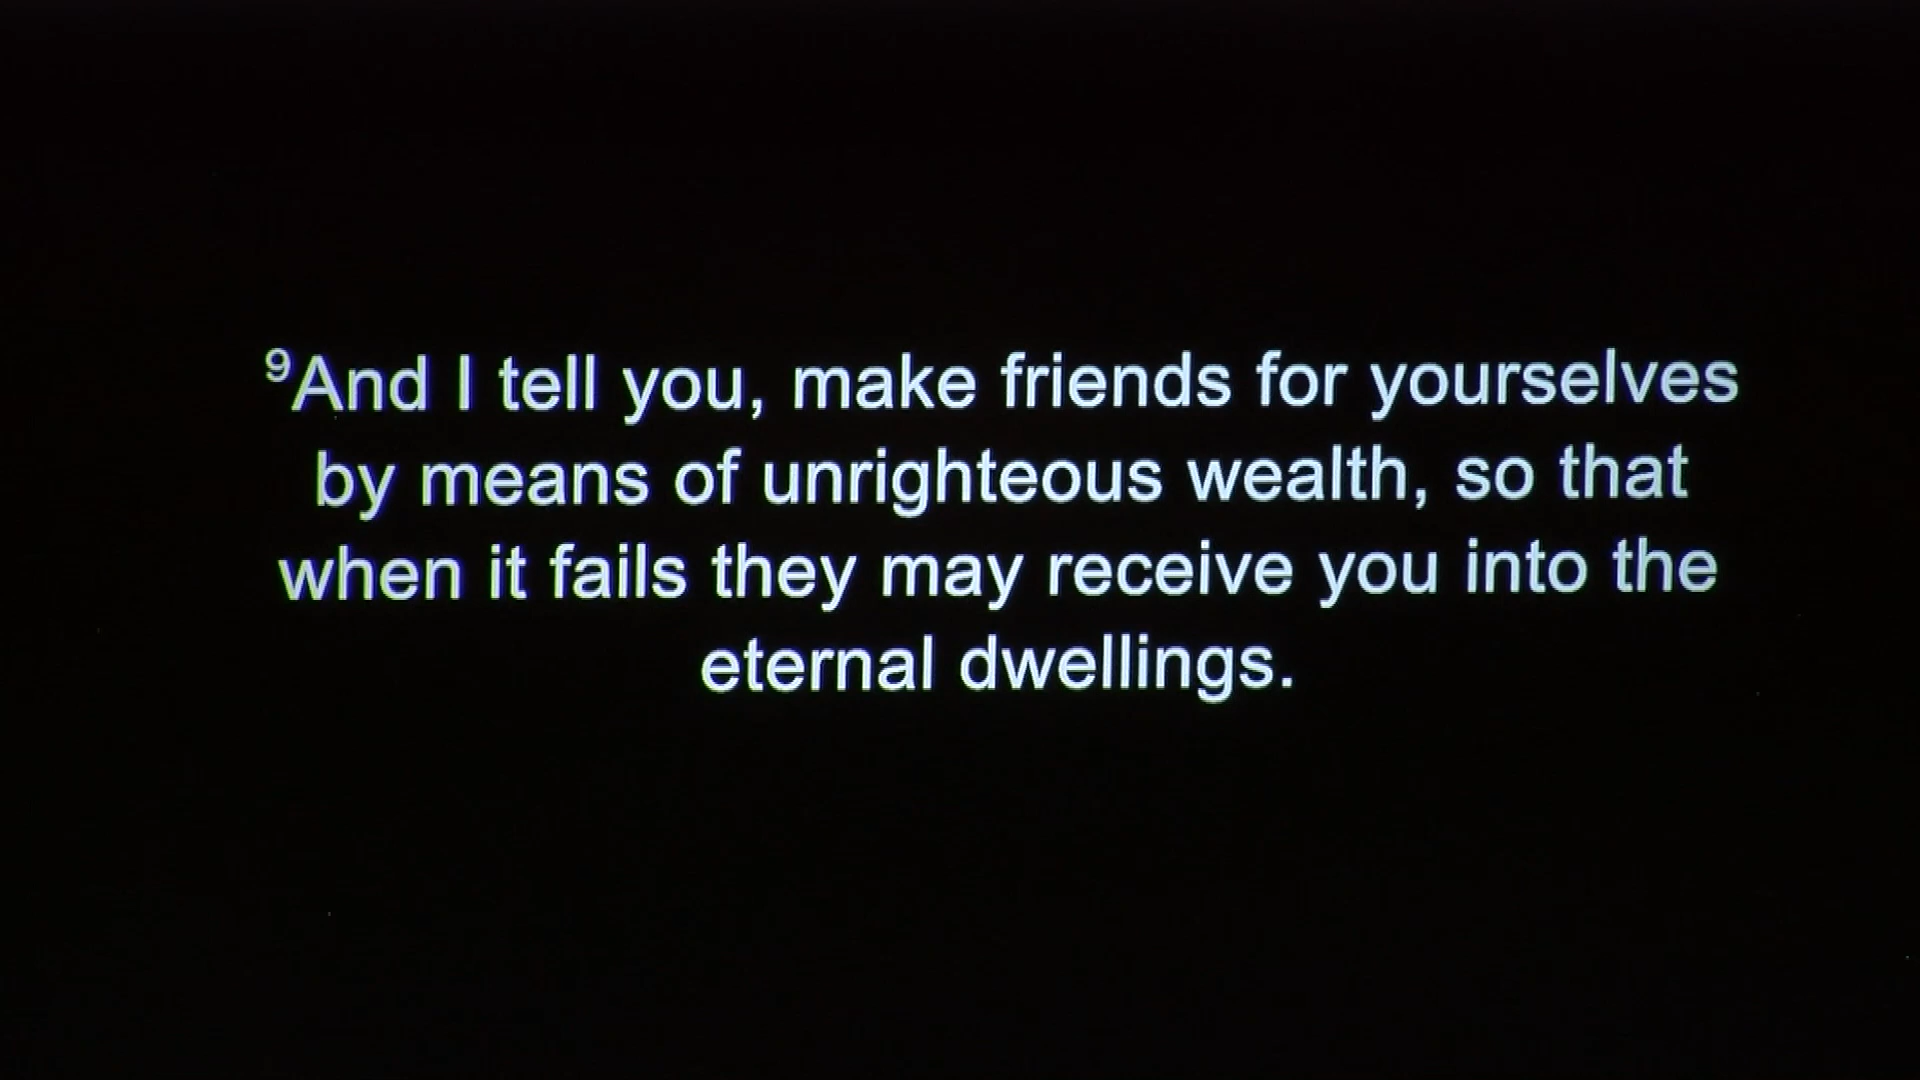 ⁹And I tell you, make friends for yourselves
by means of unrighteous wealth, so that
when it fails they may receive you into the
eternal dwellings.